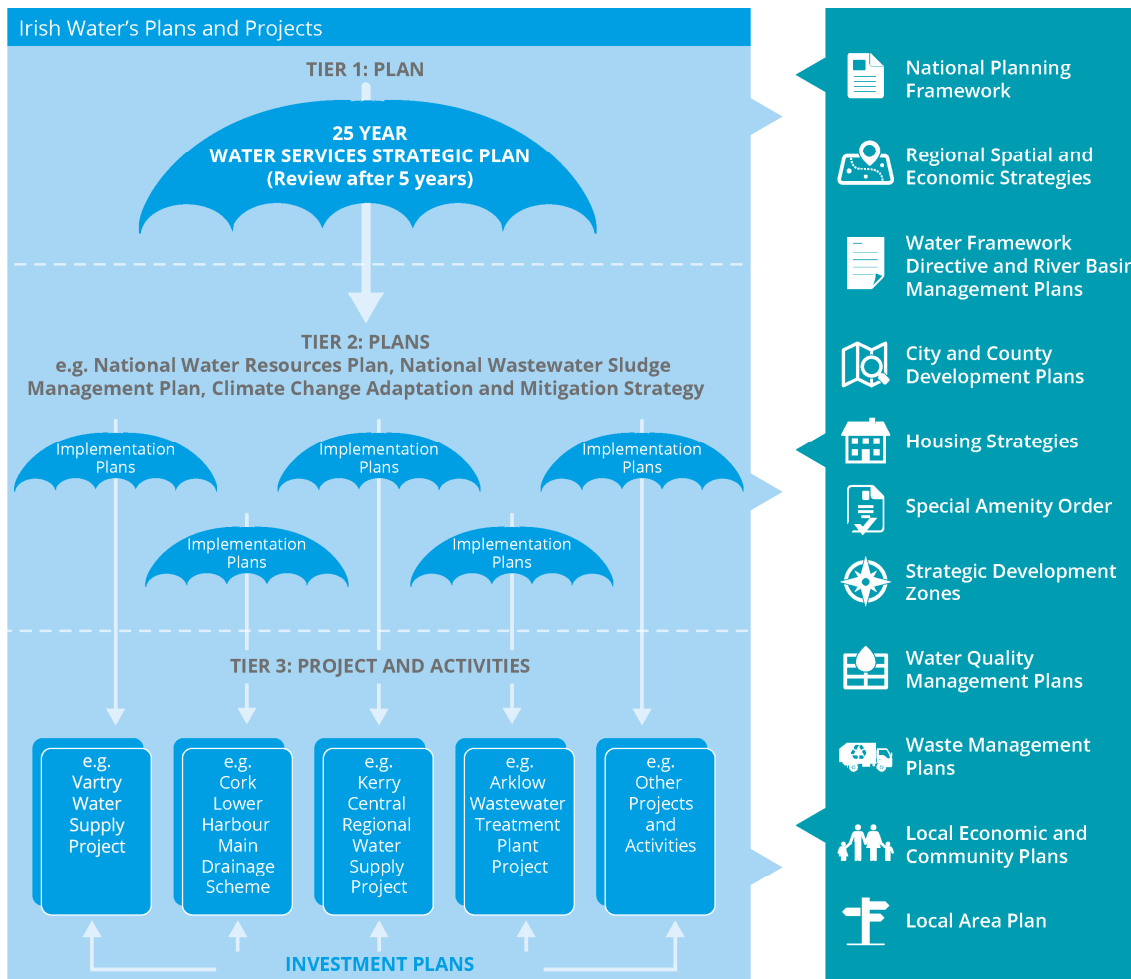 Irish Water's Plans and Projects
TIER 1: PLAN
25 YEAR
WATER SERVICES STRATEGIC PLAN
(Review after 5 years)
TIER 2: PLANS
e.g. National Water Resources Plan, National Wastewater Sludge
Management Plan, Climate Change Adaptation and Mitigation Strategy
Implementation
Plans
Implementation
Plans
Implementation
Plans
Implementation
Plans
Implementation
Plans
TIER 3: PROJECT AND ACTIVITIES
e.g.
Vartry
Water
Supply
Project
e.g.
Cork
Lower
Harbour
Main
Drainage
Scheme
e.g.
Kerry
Central
Regional
Water
Supply
Project
e.g.
Arklow
Wastewater
Treatment
Plant
Project
e.g.
Other
Projects
and
Activities
INVESTMENT PLANS
National Planning
Framework
Regional Spatial and
Economic Strategies
Water Framework
Directive and River Basin
Management Plans
City and County
Development Plans
Housing Strategies
Special Amenity Order
Strategic Development
Zones
Water Quality
Management Plans
Waste Management
Plans
Local Economic and
Community Plans
Local Area Plan